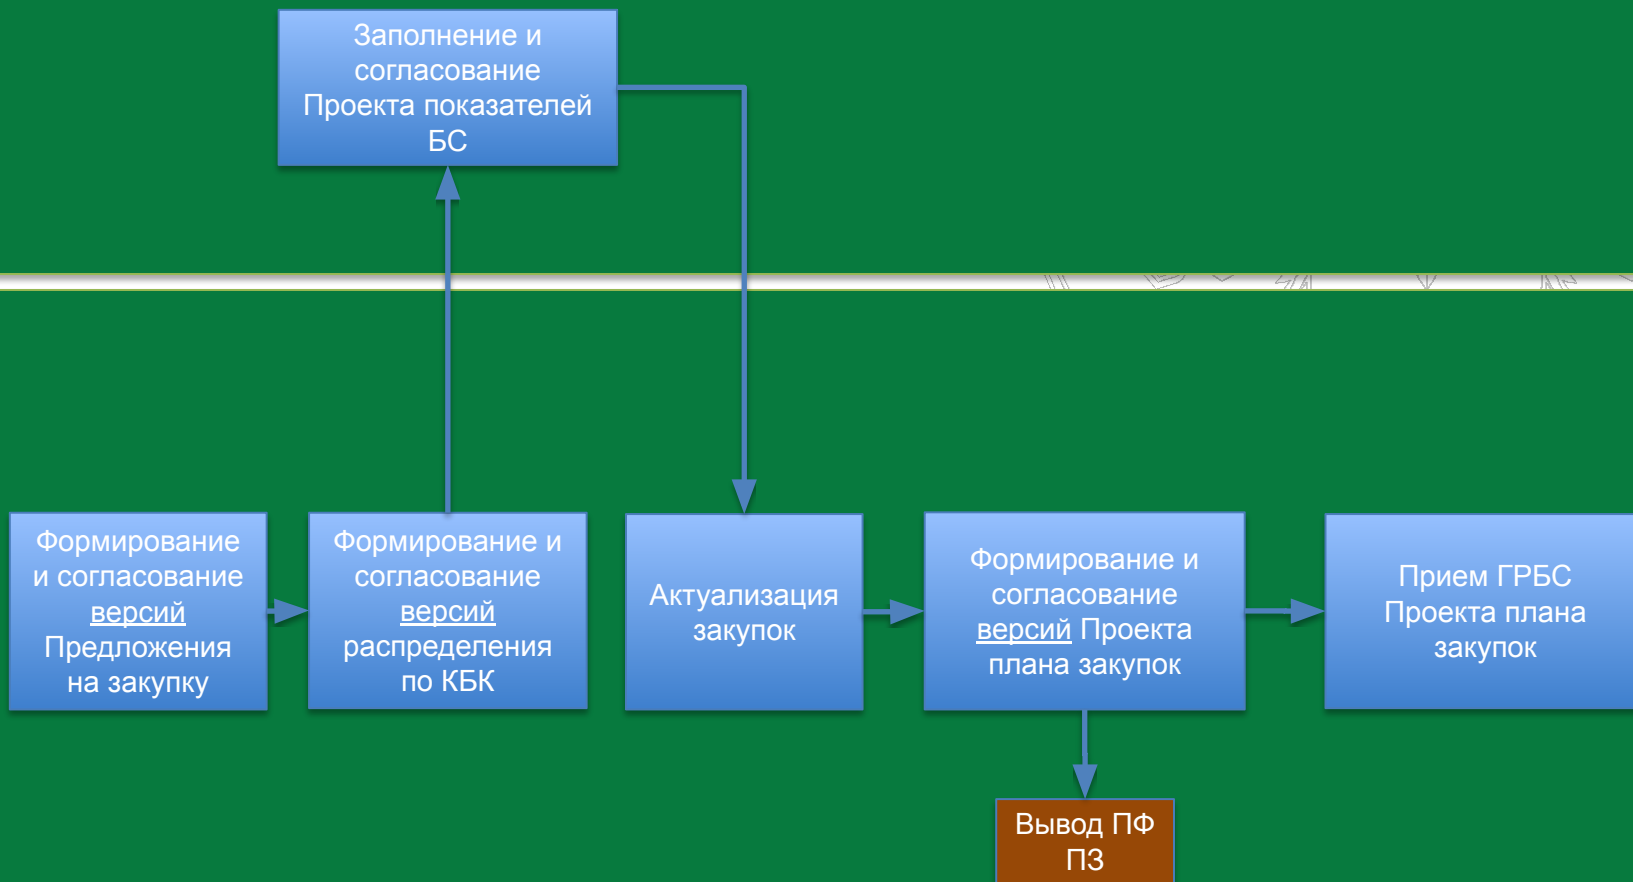 Заполнение и
согласование
Проекта показателей
БС
Формирование
и согласование
версий
Предложения
на закупку
Формирование и
согласование
версий
распределения
по КБК
Актуализация
закупок
Формирование и
согласование
версий Проекта
плана закупок
Прием ГРБС
Проекта плана
закупок
Вывод ПФ
ПЗ